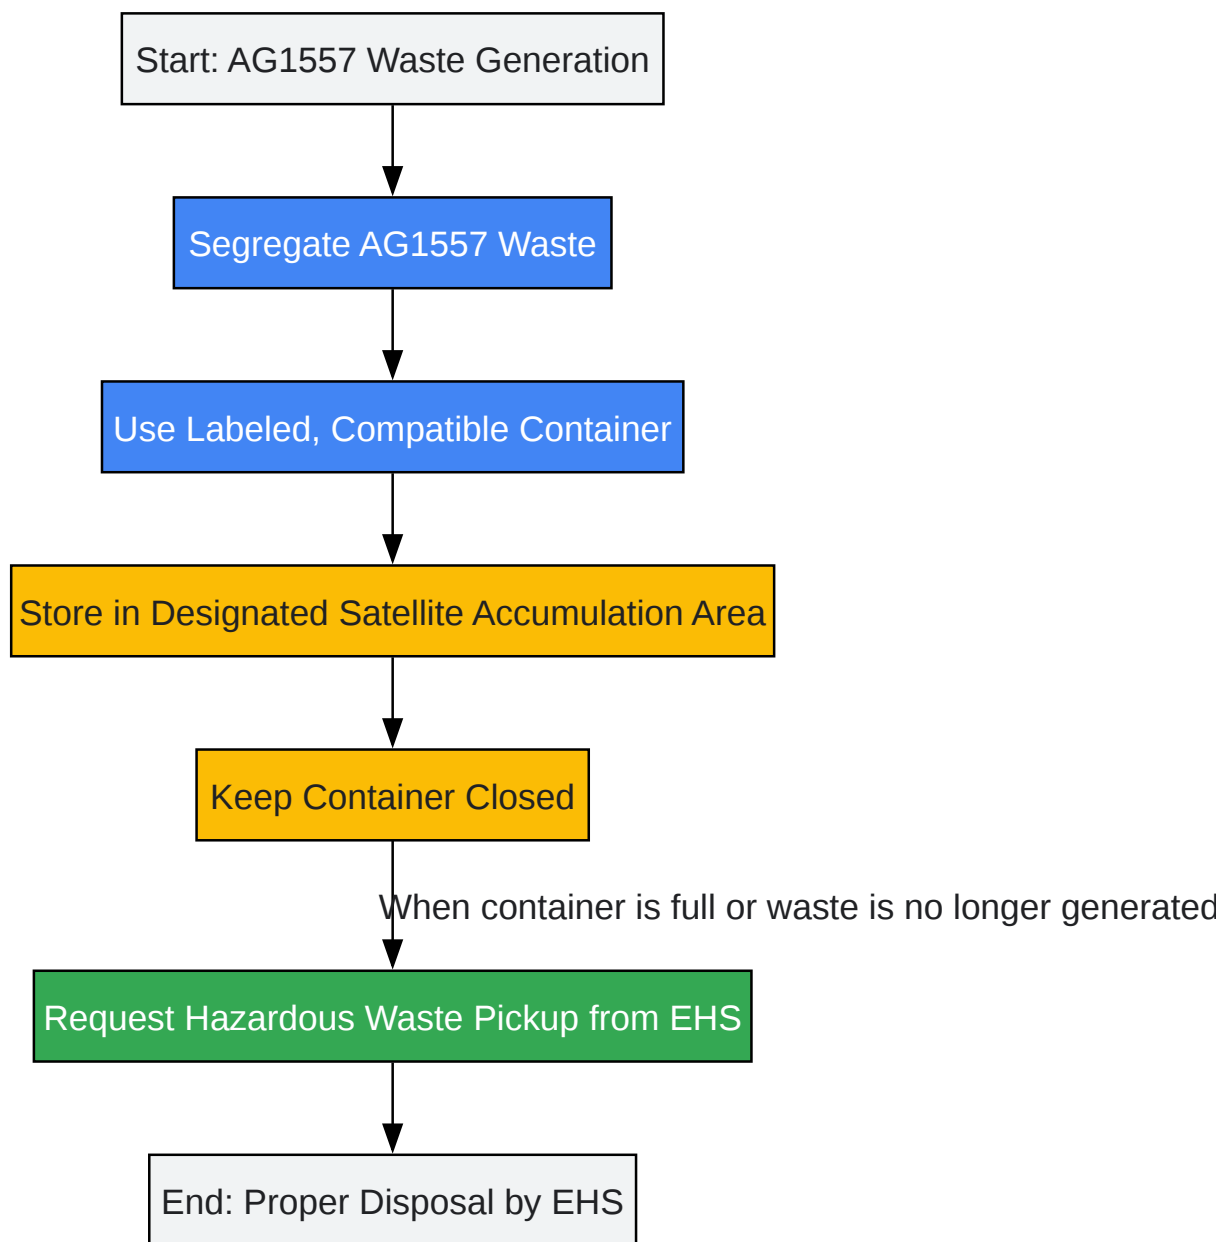 Start: AG1557 Waste Generation
Segregate AG1557 Waste
Use Labeled, Compatible Container
Store in Designated Satellite Accumulation Area
Keep Container Closed
When container is full or waste is no longer generated
Request Hazardous Waste Pickup from EHS
End: Proper Disposal by EHS